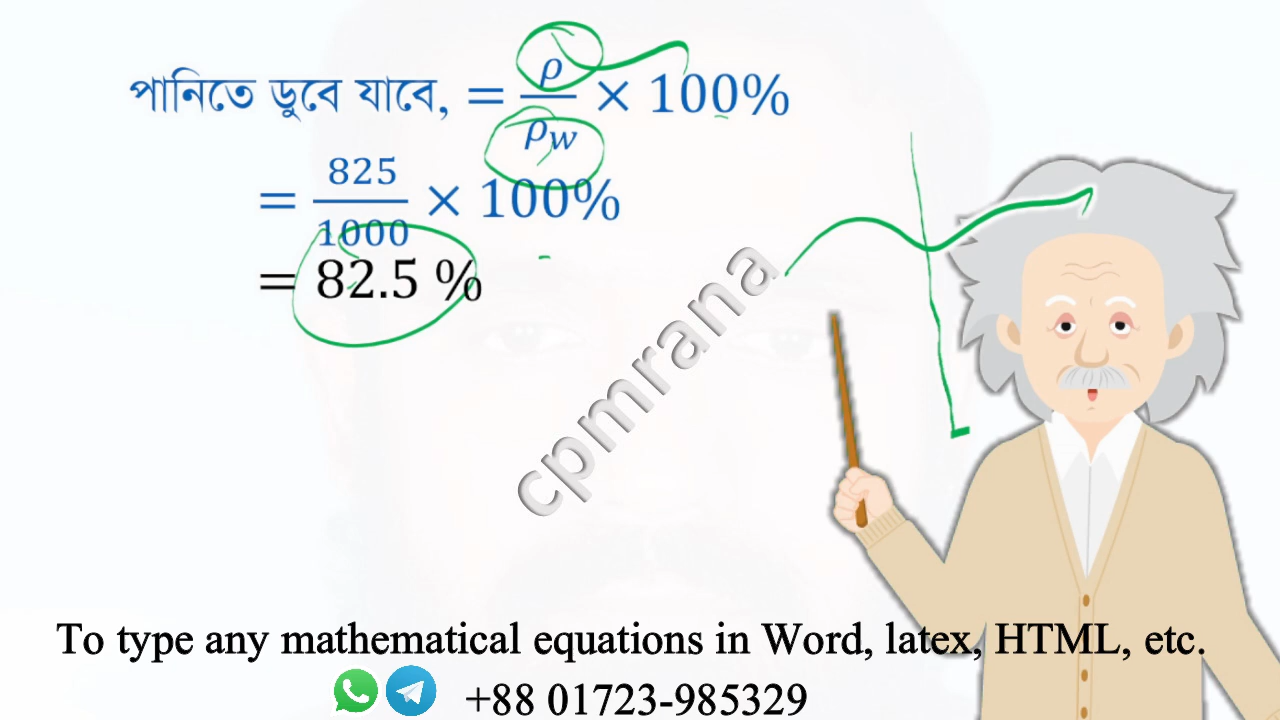 পানিতে ডুবে যাবে, = ρ/ρ_w × 100%
= 825/1000 × 100%
= 82.5 %
cpmrana
To type any mathematical equations in Word, latex, HTML, etc.
+88 01723-985329